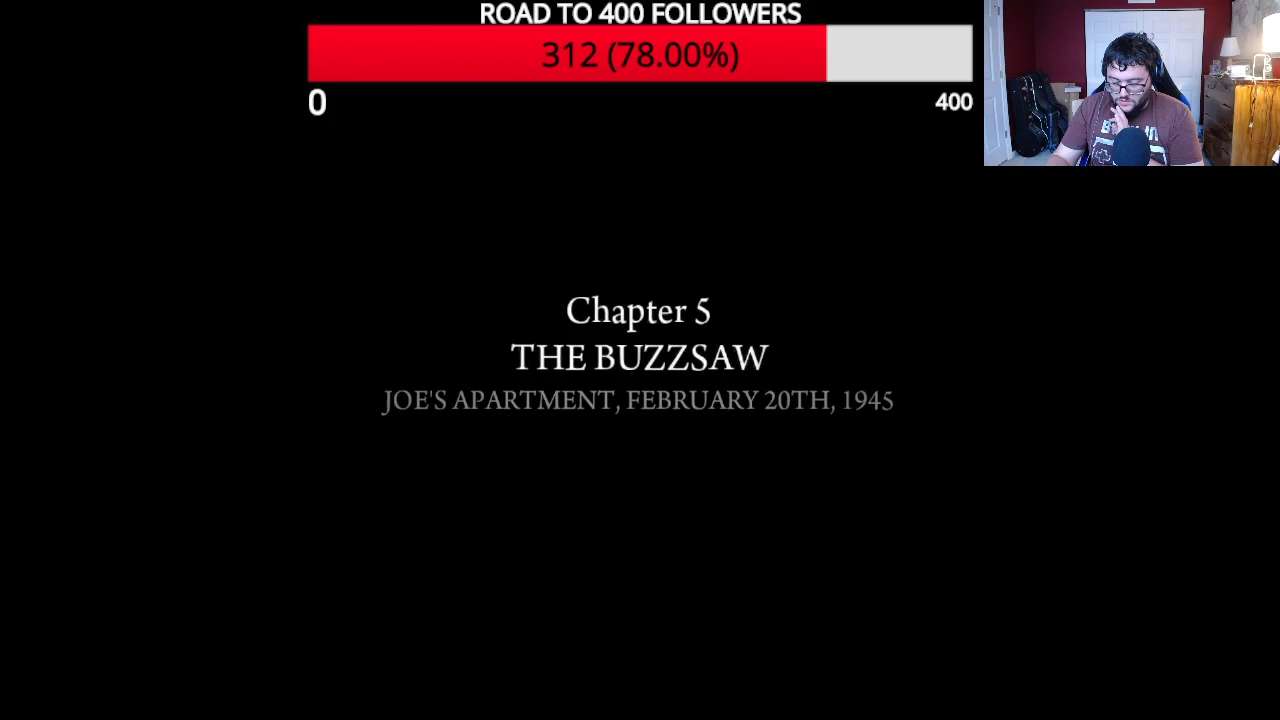 ROAD TO 400 FOLLOWERS
312 (78.00%)
0
400
Chapter 5
THE BUZZSAW
JOE'S APARTMENT, FEBRUARY 20TH, 1945